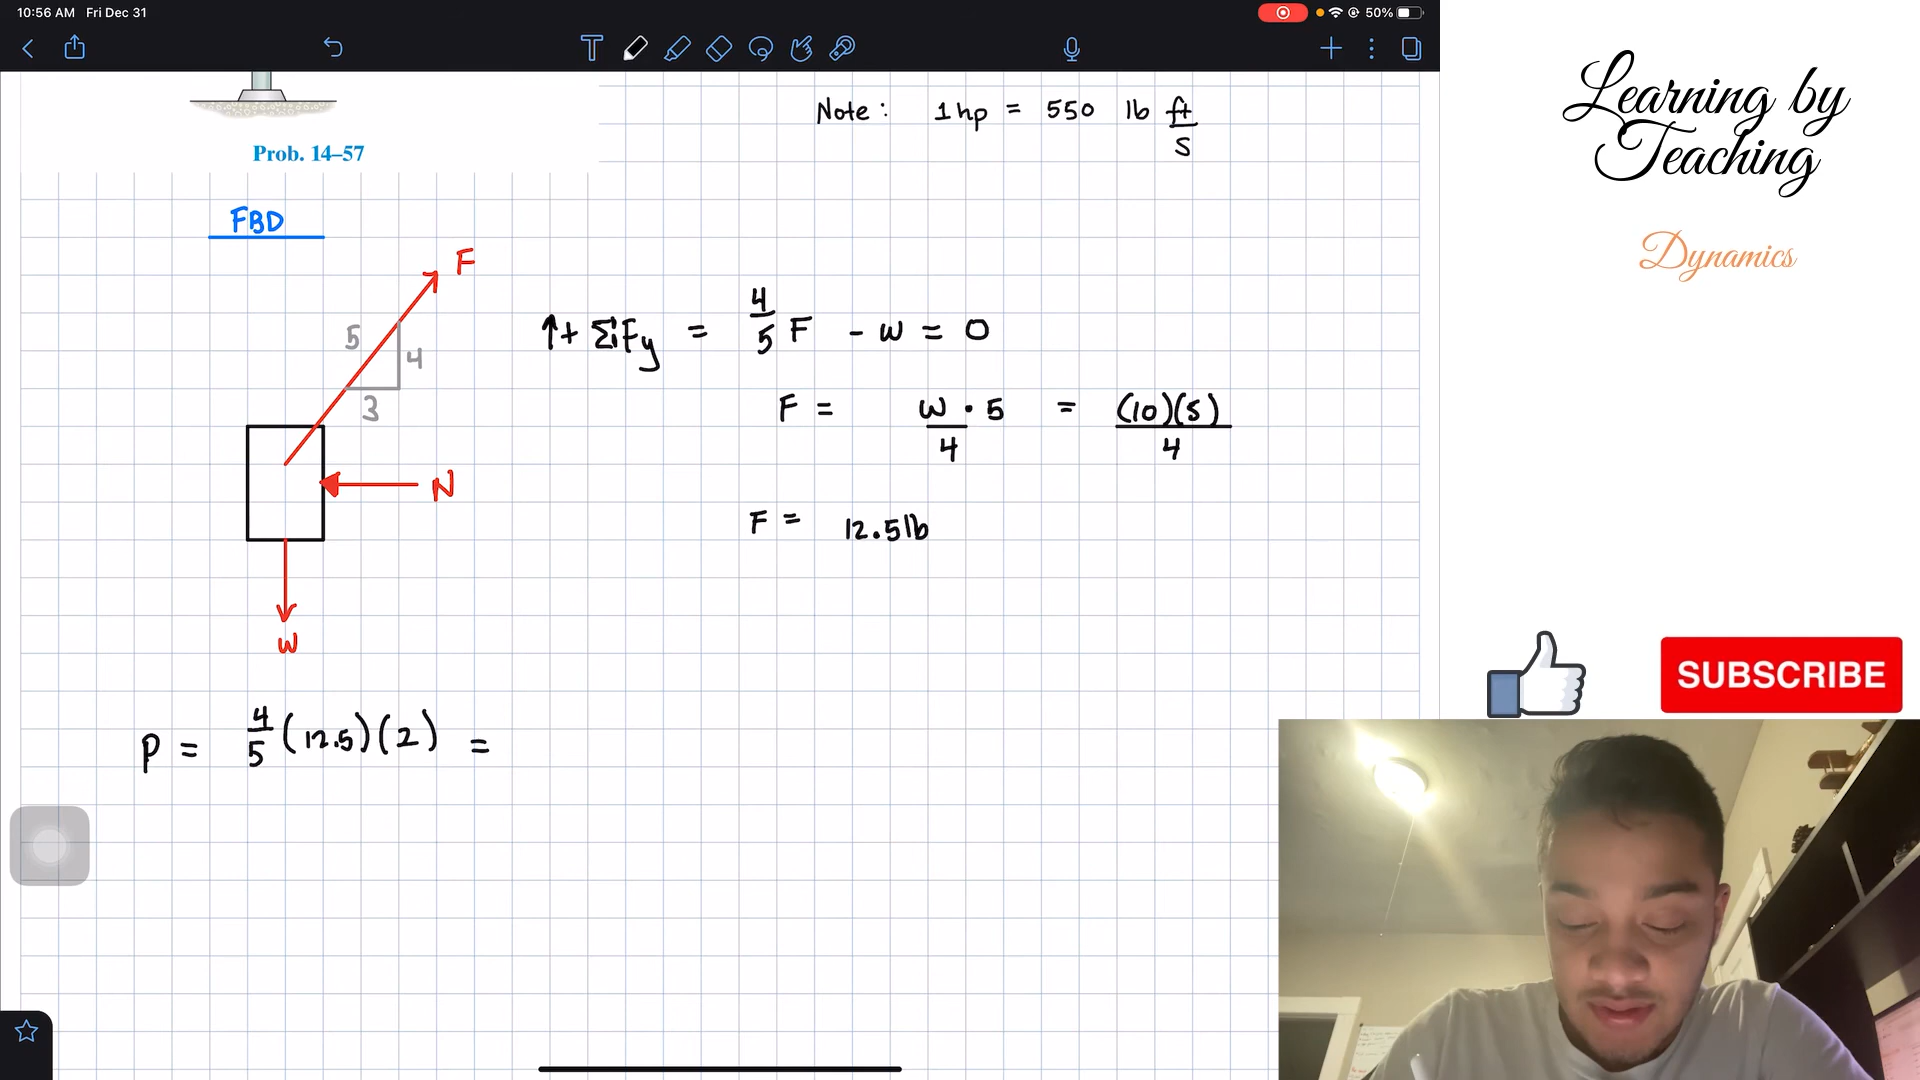 10:56 AM Fri Dec 31
50%
Note: 1 hp = 550 lb ft/s
Prob. 14–57
FBD
F
5
4
3
N
W
↑+ ΣFy = 4/5 F - W = 0
F = W · 5 / 4 = (10)(5) / 4
F = 12.5 lb
P = 4/5 (12.5)(2) =
Learning by
Teaching
Dynamics
SUBSCRIBE